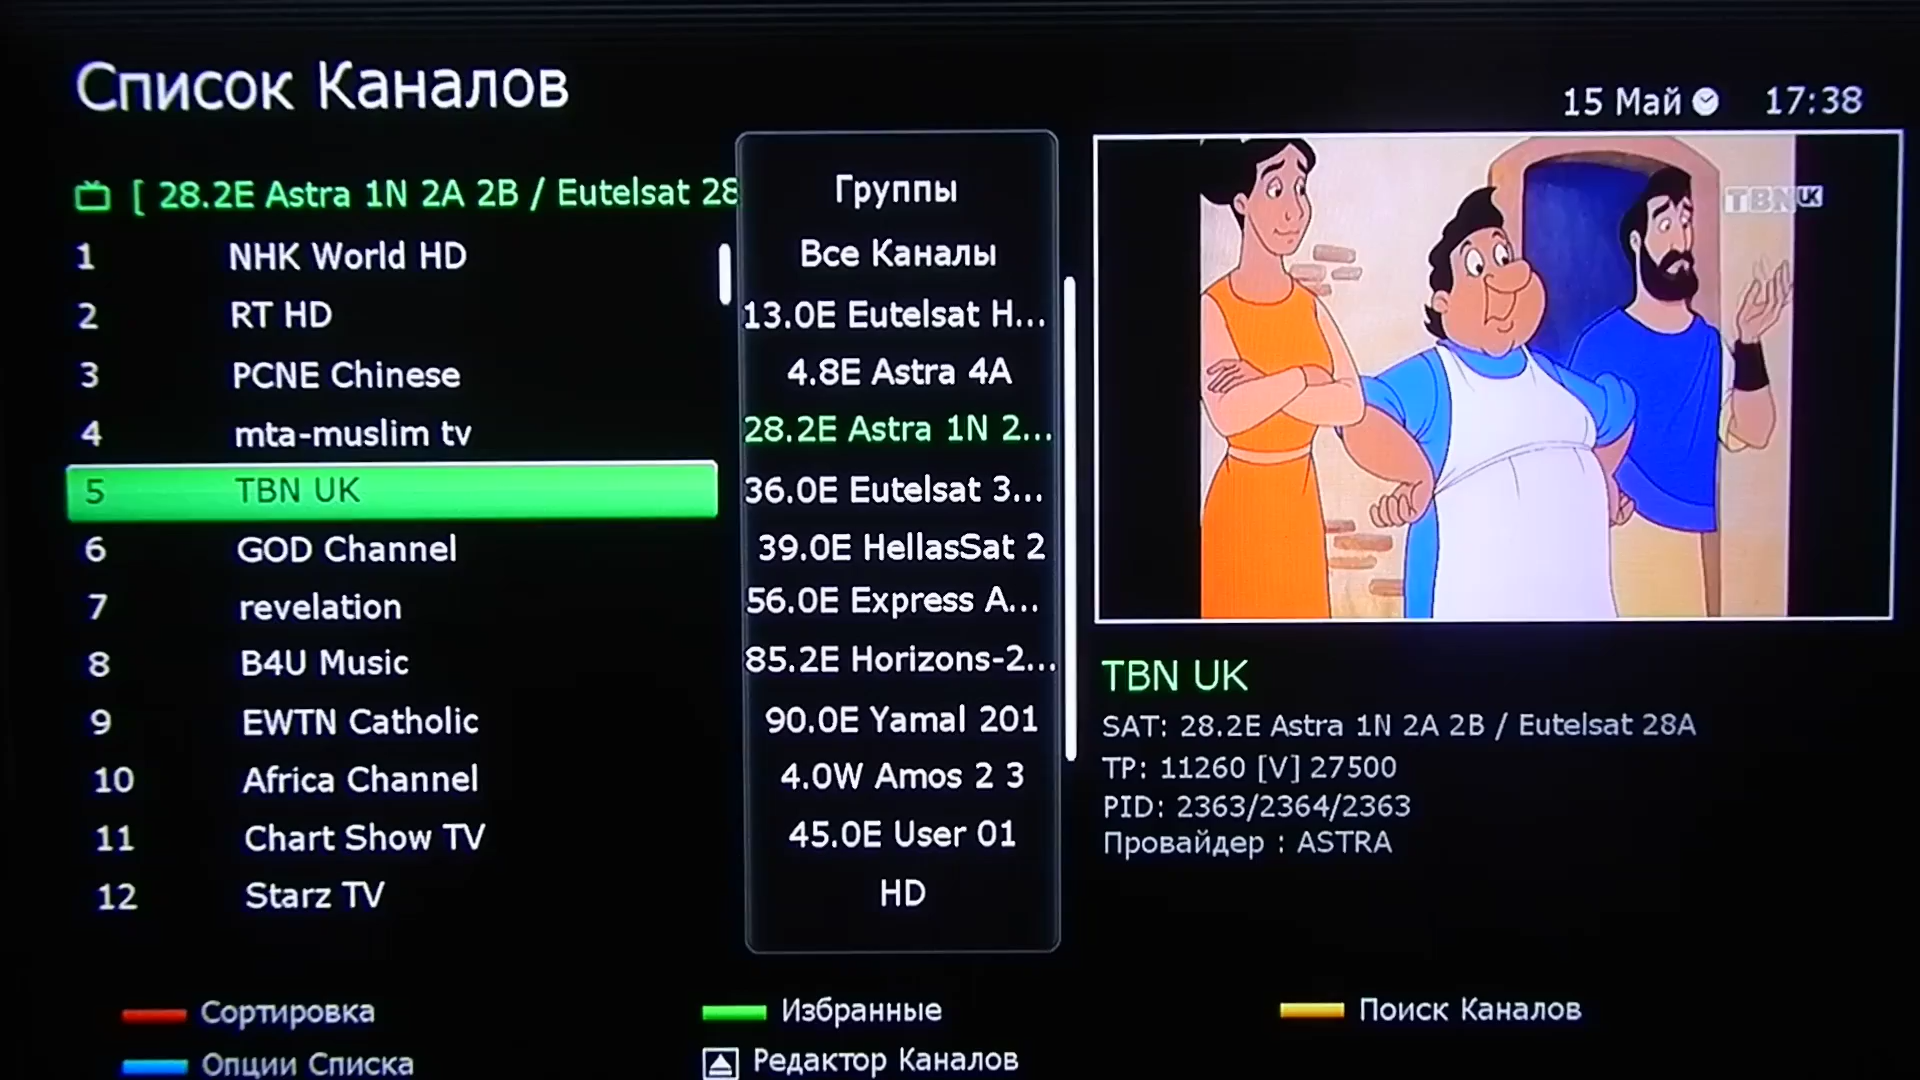 Список Каналов
15 Май 17:38
[ 28.2E Astra 1N 2A 2B / Eutelsat 28
1 NHK World HD
2 RT HD
3 PCNE Chinese
4 mta-muslim tv
5 TBN UK
6 GOD Channel
7 revelation
8 B4U Music
9 EWTN Catholic
10 Africa Channel
11 Chart Show TV
12 Starz TV
Группы
Все Каналы
13.0E Eutelsat H...
4.8E Astra 4A
28.2E Astra 1N 2...
36.0E Eutelsat 3...
39.0E HellasSat 2
56.0E Express A...
85.2E Horizons-2...
90.0E Yamal 201
4.0W Amos 2 3
45.0E User 01
HD
TBN UK
TBN UK
SAT: 28.2E Astra 1N 2A 2B / Eutelsat 28A
TP: 11260 [V] 27500
PID: 2363/2364/2363
Провайдер : ASTRA
Сортировка
Избранные
Поиск Каналов
Опции Списка
Редактор Каналов